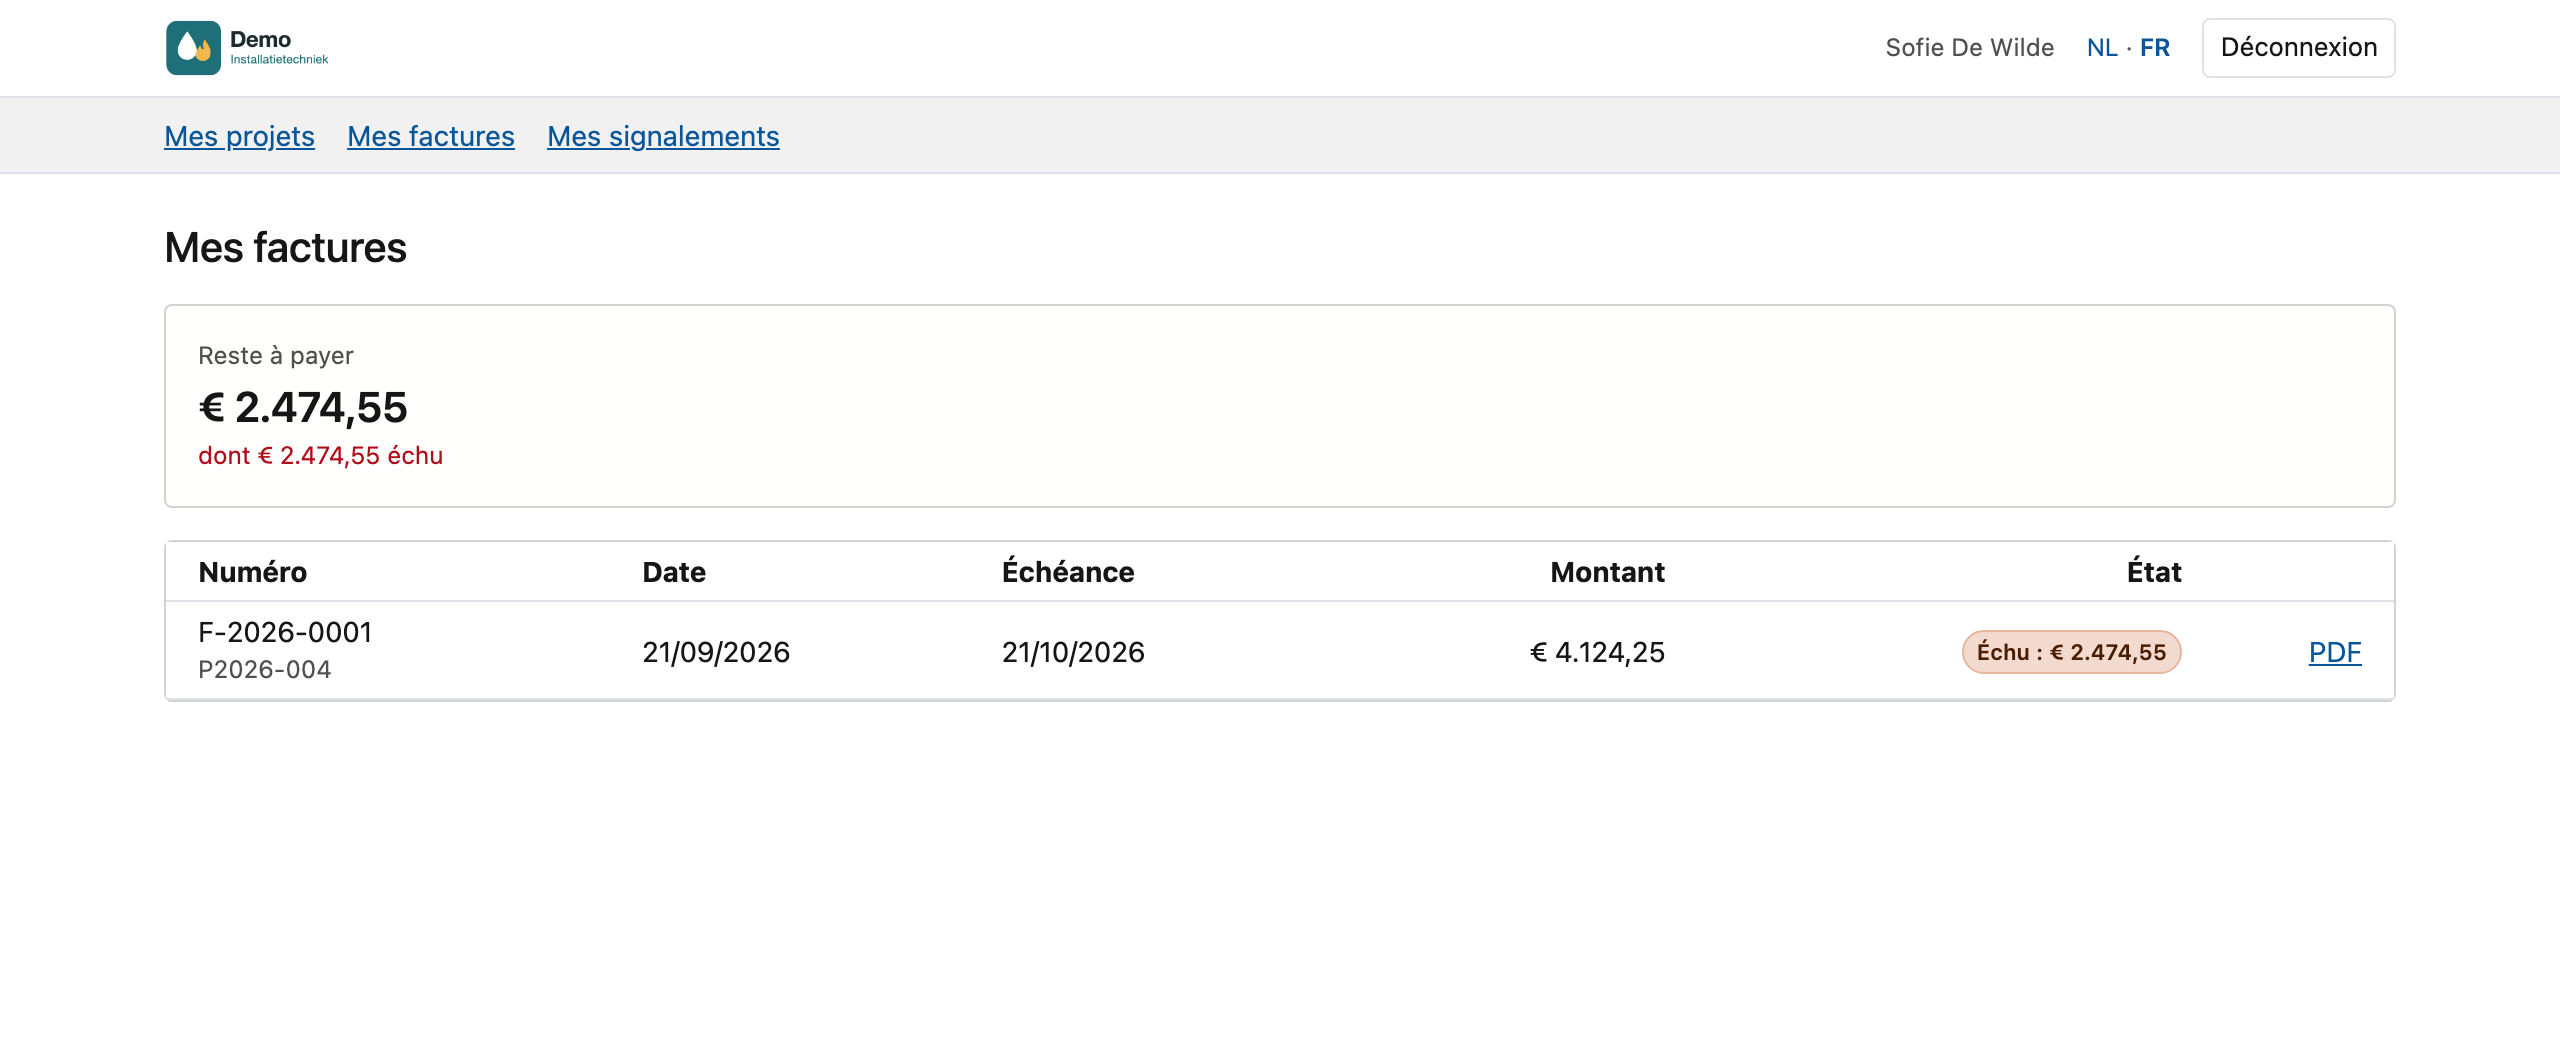 Demo
Installatietechniek
Sofie De Wilde NL · FR Déconnexion
Mes projets Mes factures Mes signalements
Mes factures
Reste à payer
€ 2.474,55
dont € 2.474,55 échu
Numéro Date Échéance Montant État
F-2026-0001 21/09/2026 21/10/2026 € 4.124,25 Échu : € 2.474,55 PDF
P2026-004